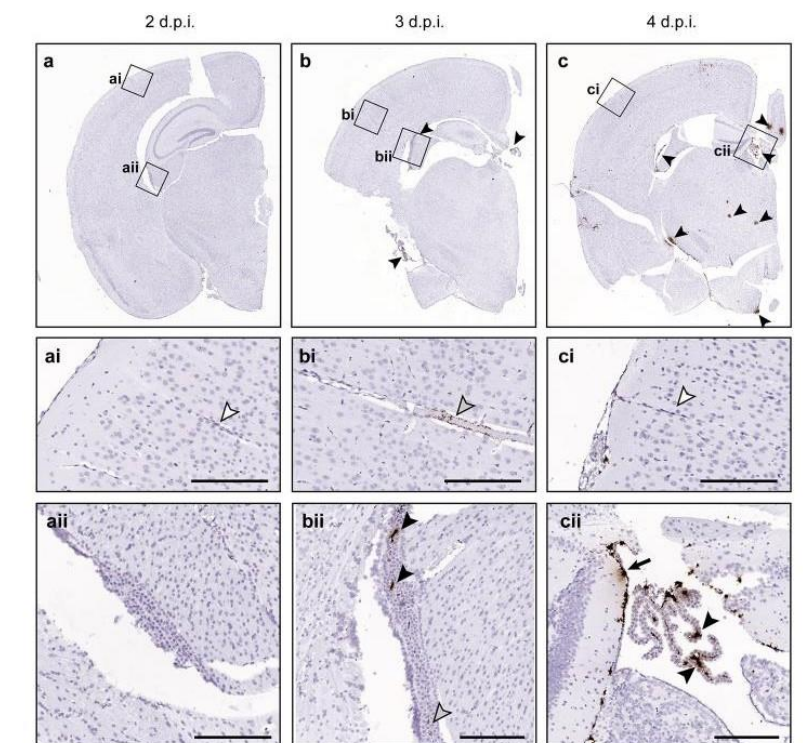 2 d.p.i. 3 d.p.i. 4 d.p.i.
a b c
ai bi ci
aii bii cii
ai bi ci
aii bii cii